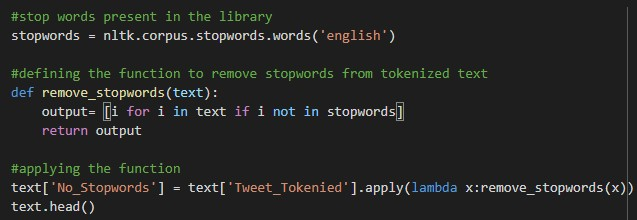 #stop words present in the library
stopwords = nltk.corpus.stopwords.words('english')
#defining the function to remove stopwords from tokenized text
def remove_stopwords(text):
    output= [i for i in text if i not in stopwords]
    return output
#applying the function
text['No_Stopwords'] = text['Tweet_Tokenied'].apply(lambda x:remove_stopwords(x))
text.head()